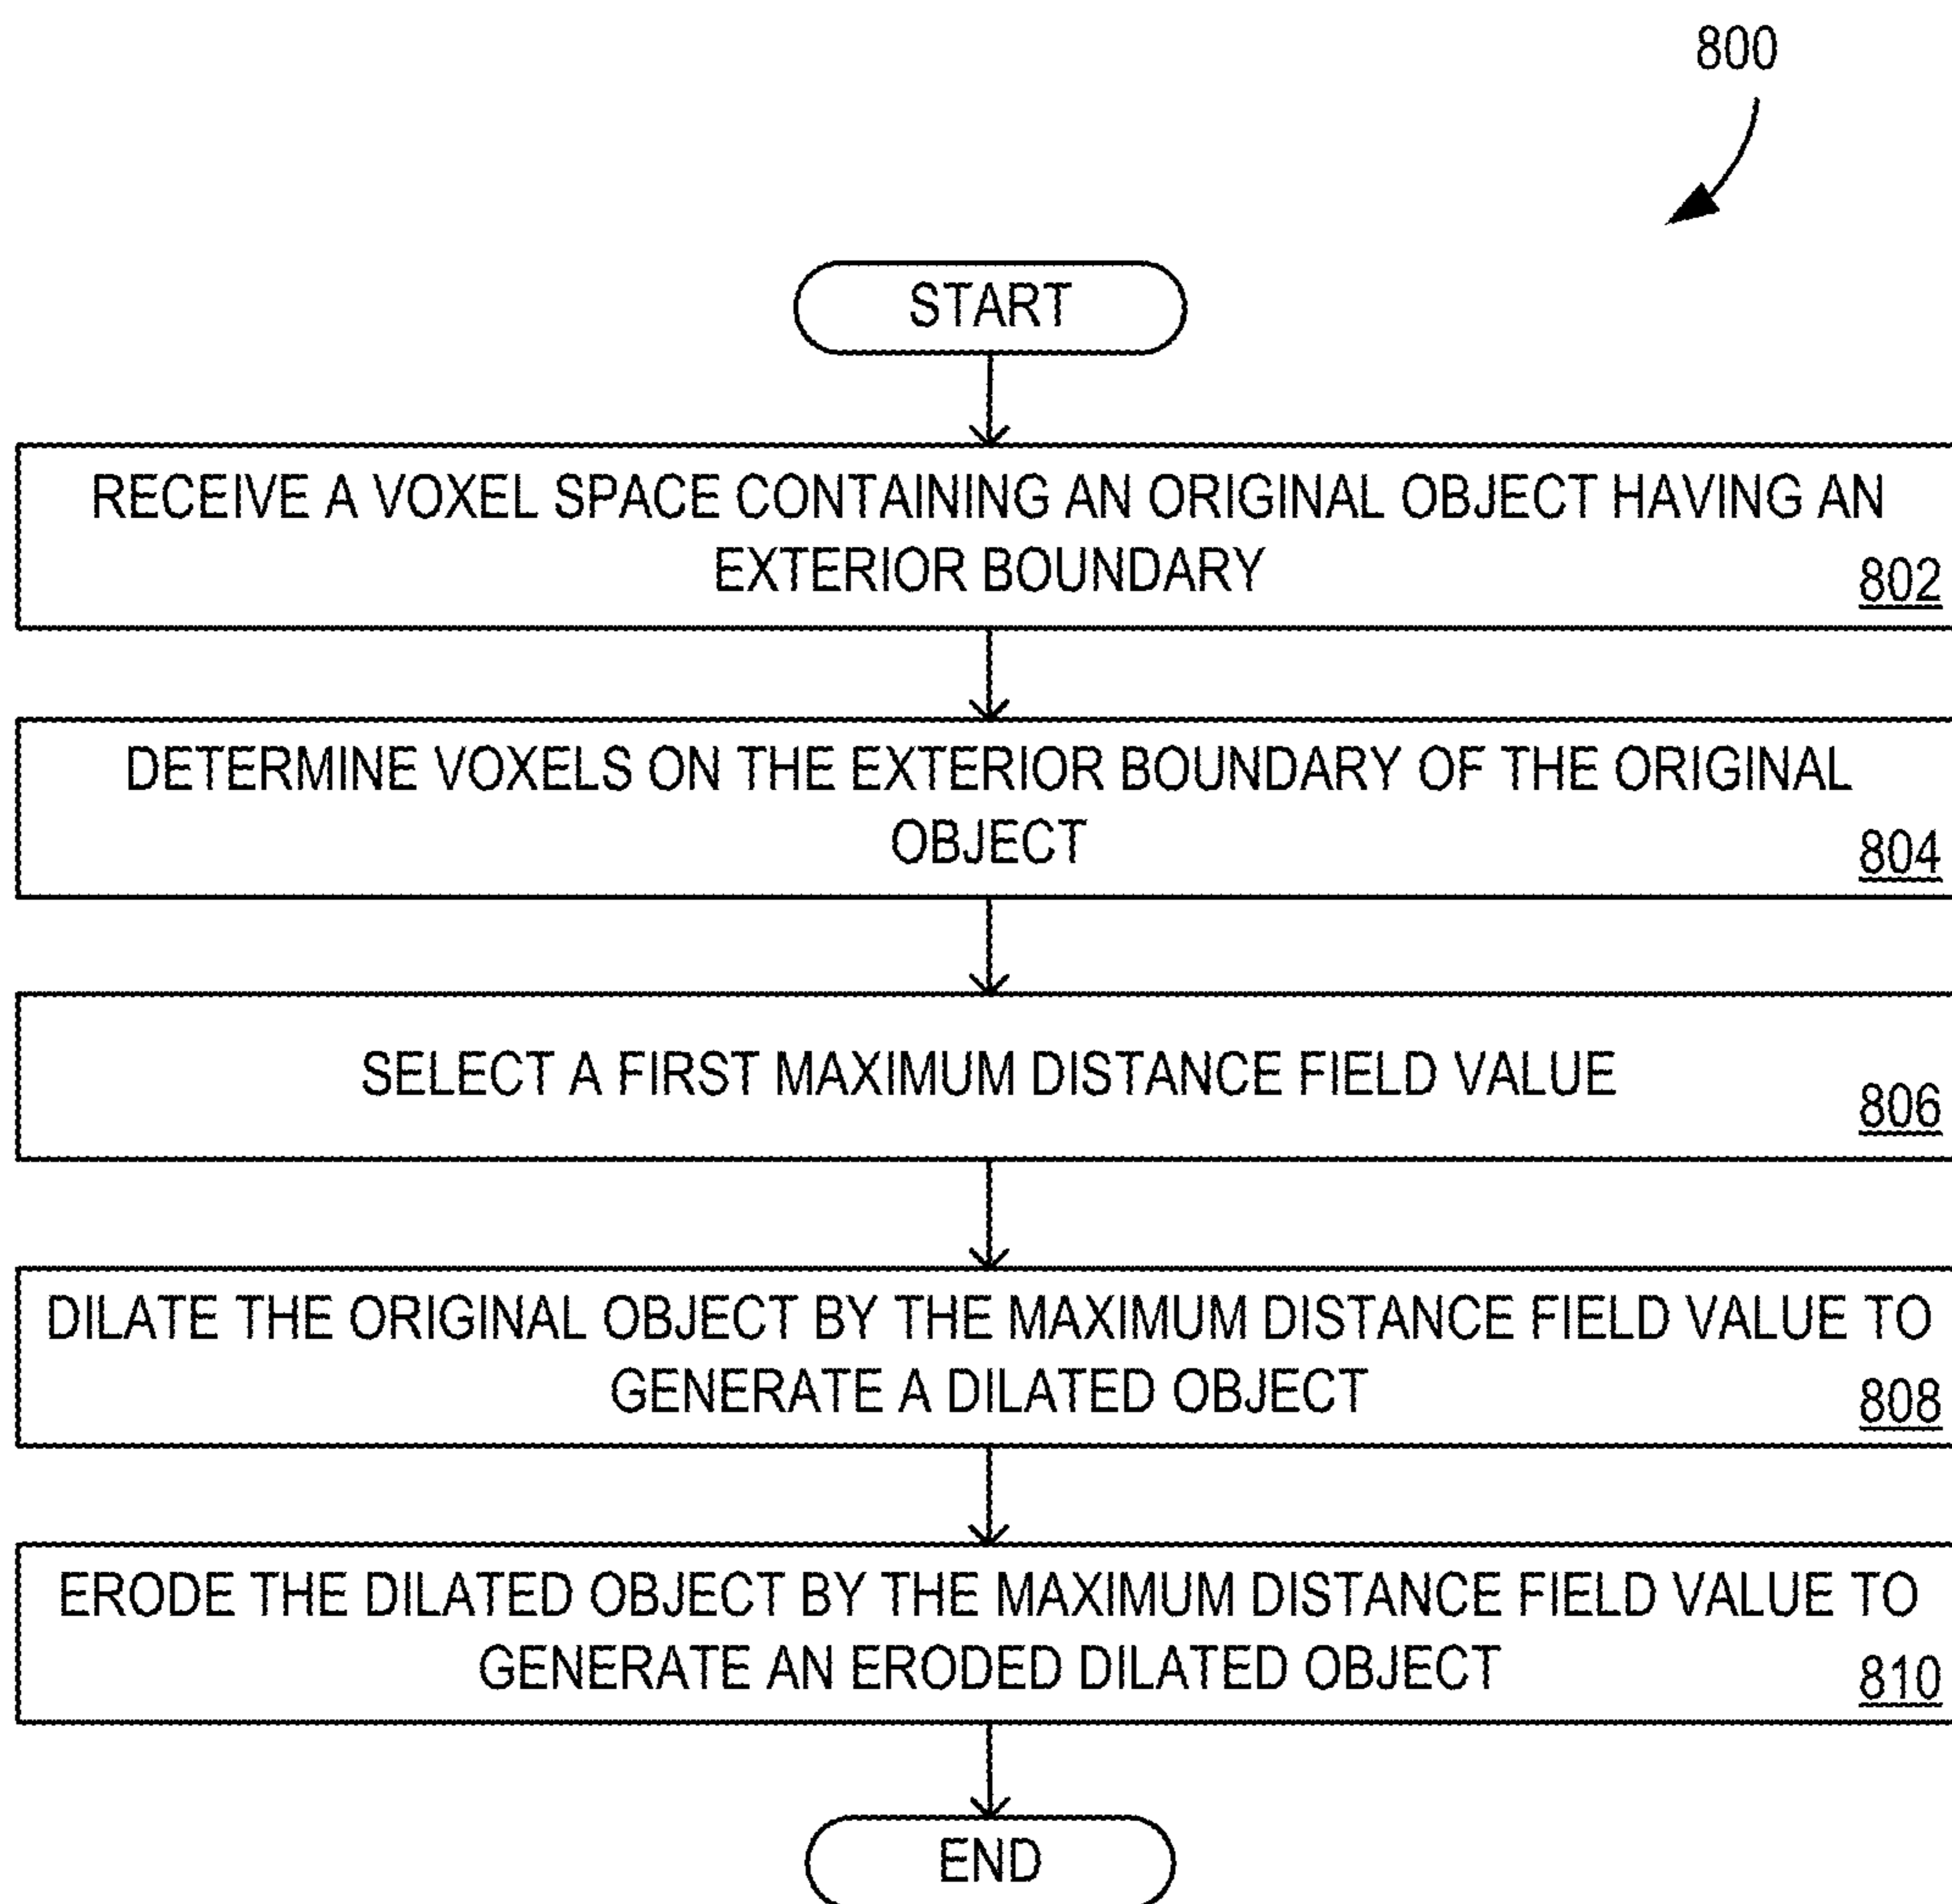 800
START
RECEIVE A VOXEL SPACE CONTAINING AN ORIGINAL OBJECT HAVING AN
EXTERIOR BOUNDARY
802
DETERMINE VOXELS ON THE EXTERIOR BOUNDARY OF THE ORIGINAL
OBJECT
804
SELECT A FIRST MAXIMUM DISTANCE FIELD VALUE
806
DILATE THE ORIGINAL OBJECT BY THE MAXIMUM DISTANCE FIELD VALUE TO
GENERATE A DILATED OBJECT
808
ERODE THE DILATED OBJECT BY THE MAXIMUM DISTANCE FIELD VALUE TO
GENERATE AN ERODED DILATED OBJECT
810
END